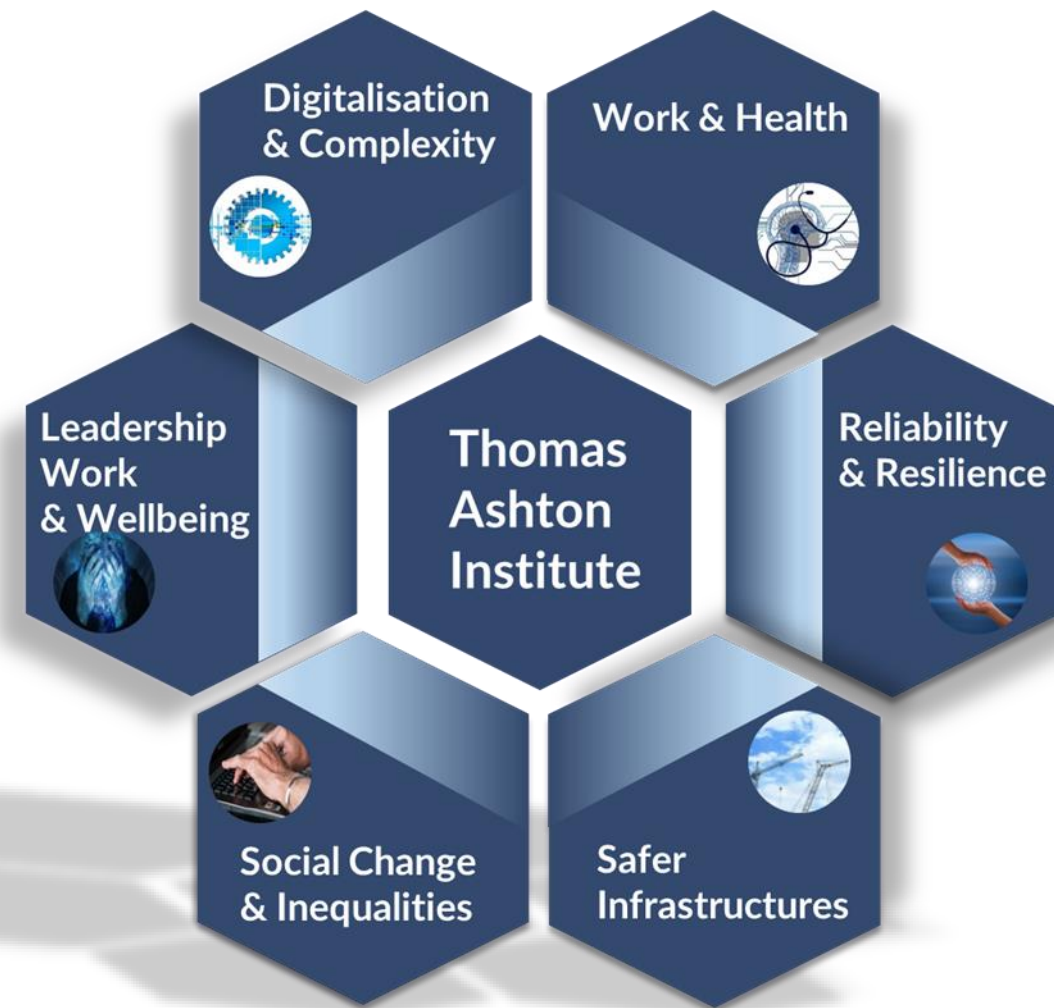 Digitalisation
& Complexity
Work & Health
Leadership
Work
& Wellbeing
Thomas
Ashton
Institute
Reliability
& Resilience
Social Change
& Inequalities
Safer
Infrastructures